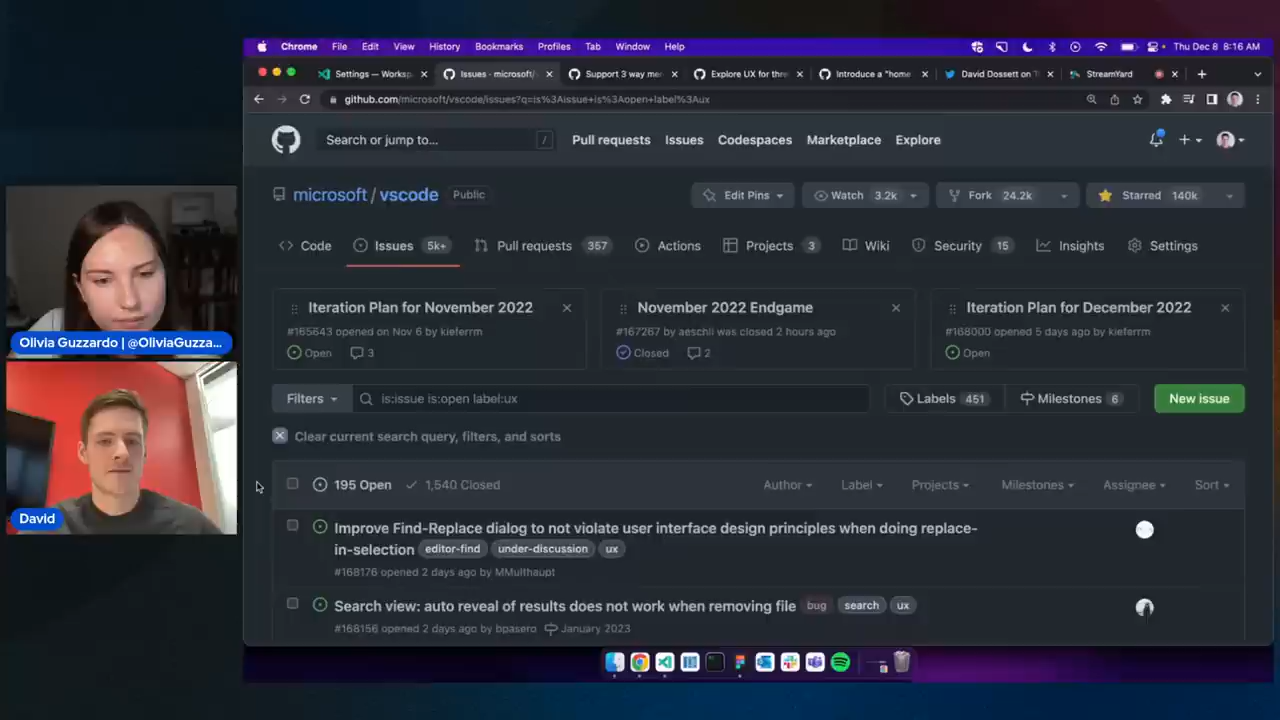 Chrome File Edit View History Bookmarks Profiles Tab Window Help
Thu Dec 8 8:16 AM
Settings — Worksp
Issues · microsoft/
Support 3 way me
Explore UX for thre
Introduce a "home
David Dossett on T
StreamYard
github.com/microsoft/vscode/issues?q=is%3Aissue+is%3Aopen+label%3Aux
Search or jump to...
/
Pull requests Issues Codespaces Marketplace Explore
microsoft / vscode Public
Edit Pins Watch 3.2k Fork 24.2k Starred 140k
Code Issues 5k+ Pull requests 357 Actions Projects 3 Wiki Security 15 Insights Settings
Iteration Plan for November 2022
#165643 opened on Nov 6 by kieferrm
Open 3
November 2022 Endgame
#167267 by aeschli was closed 2 hours ago
Closed 2
Iteration Plan for December 2022
#168000 opened 5 days ago by kieferrm
Open
Filters is:issue is:open label:ux Labels 451 Milestones 6 New issue
Clear current search query, filters, and sorts
195 Open 1,540 Closed Author Label Projects Milestones Assignee Sort
Improve Find-Replace dialog to not violate user interface design principles when doing replace-
in-selection editor-find under-discussion ux
#168176 opened 2 days ago by MMulthaupt
Search view: auto reveal of results does not work when removing file bug search ux
#168156 opened 2 days ago by bpasero January 2023
Olivia Guzzardo | @OliviaGuzza...
David